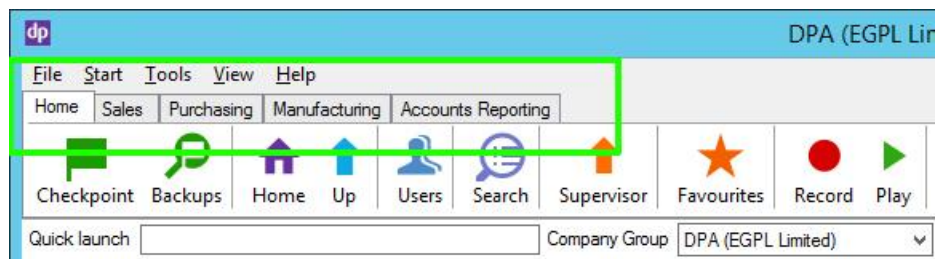 dp DPA (EGPL Lin
File Start Tools View Help
Home Sales Purchasing Manufacturing Accounts Reporting
Checkpoint Backups Home Up Users Search Supervisor Favourites Record Play
Quick launch Company Group DPA (EGPL Limited)